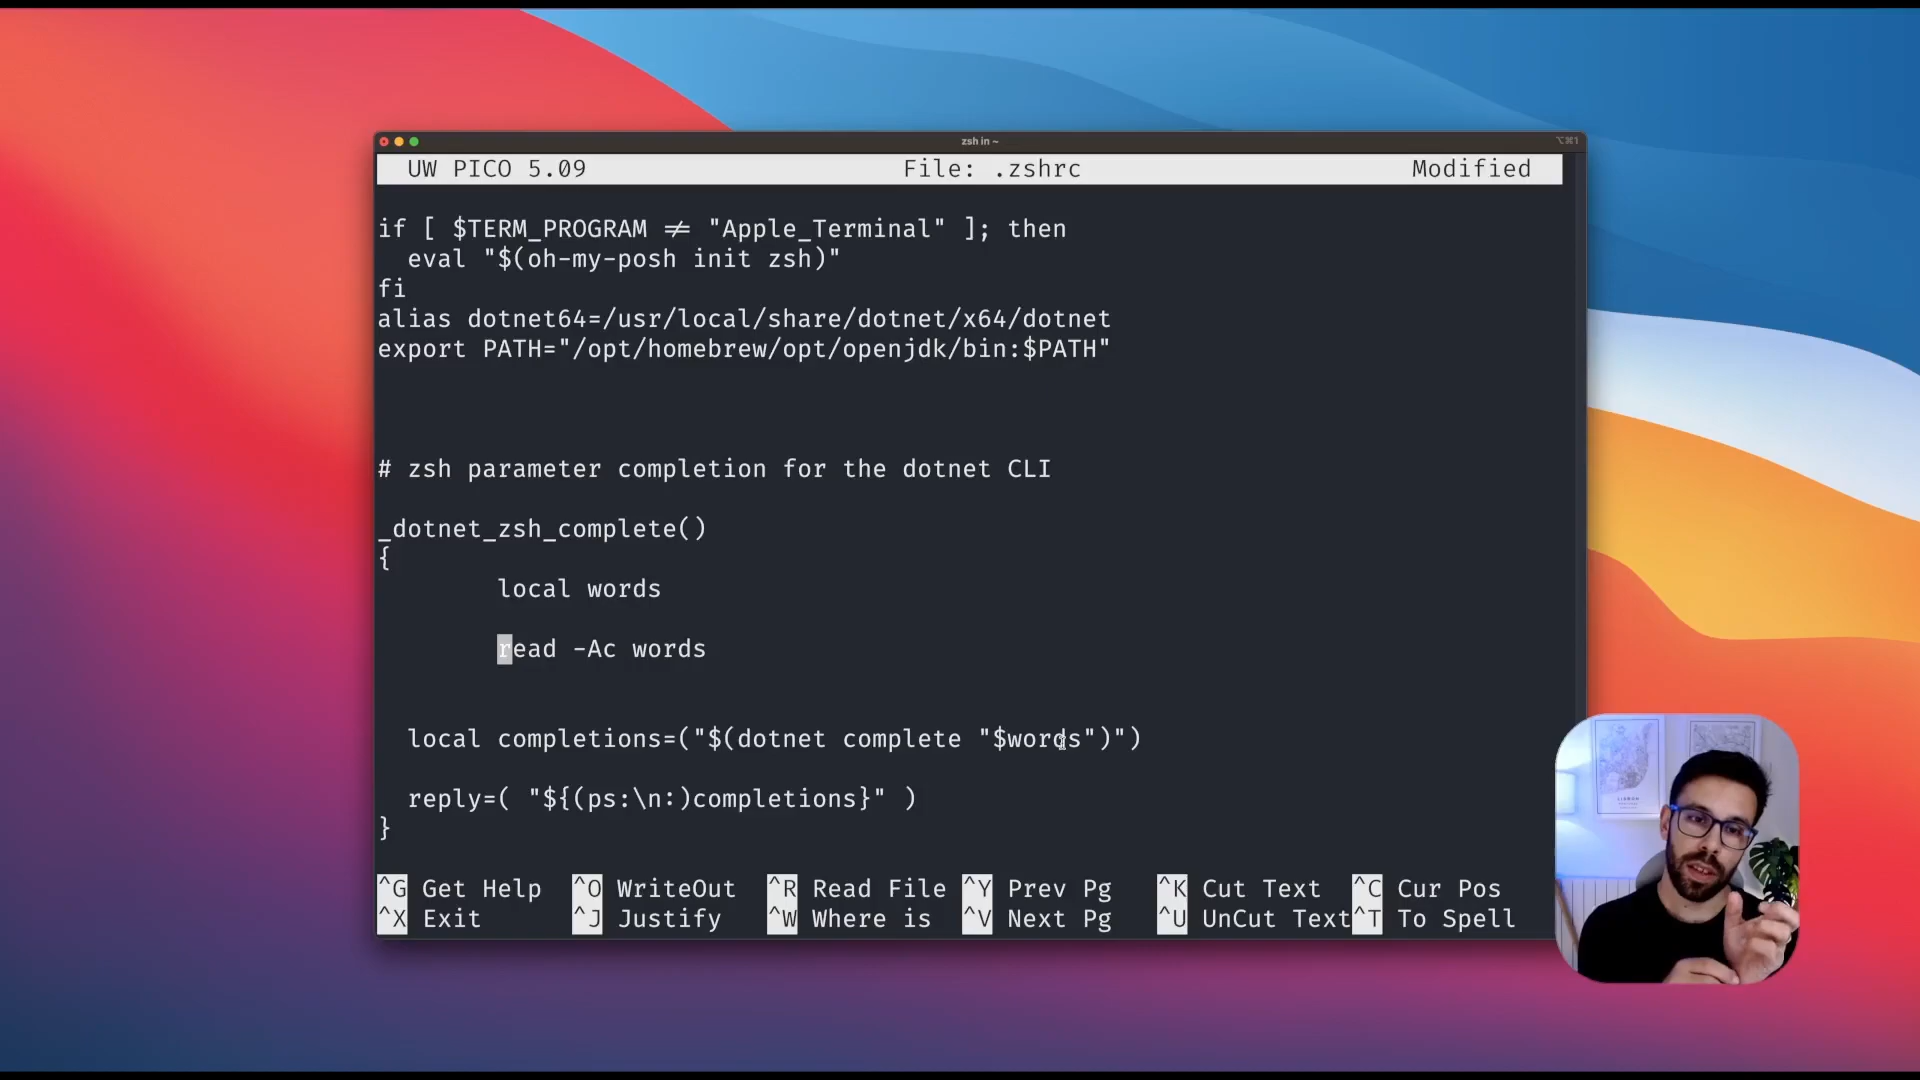 zsh in ~
⌥⌘1
UW PICO 5.09 File: .zshrc Modified
if [ $TERM_PROGRAM != "Apple_Terminal" ]; then
eval "$(oh-my-posh init zsh)"
fi
alias dotnet64=/usr/local/share/dotnet/x64/dotnet
export PATH="/opt/homebrew/opt/openjdk/bin:$PATH"
# zsh parameter completion for the dotnet CLI
_dotnet_zsh_complete()
{
local words
read -Ac words
local completions=("$(dotnet complete "$words")")
reply=( "${(ps:\n:)completions}" )
}
^G Get Help ^O WriteOut ^R Read File ^Y Prev Pg ^K Cut Text ^C Cur Pos
^X Exit ^J Justify ^W Where is ^V Next Pg ^U UnCut Text ^T To Spell
LISBON